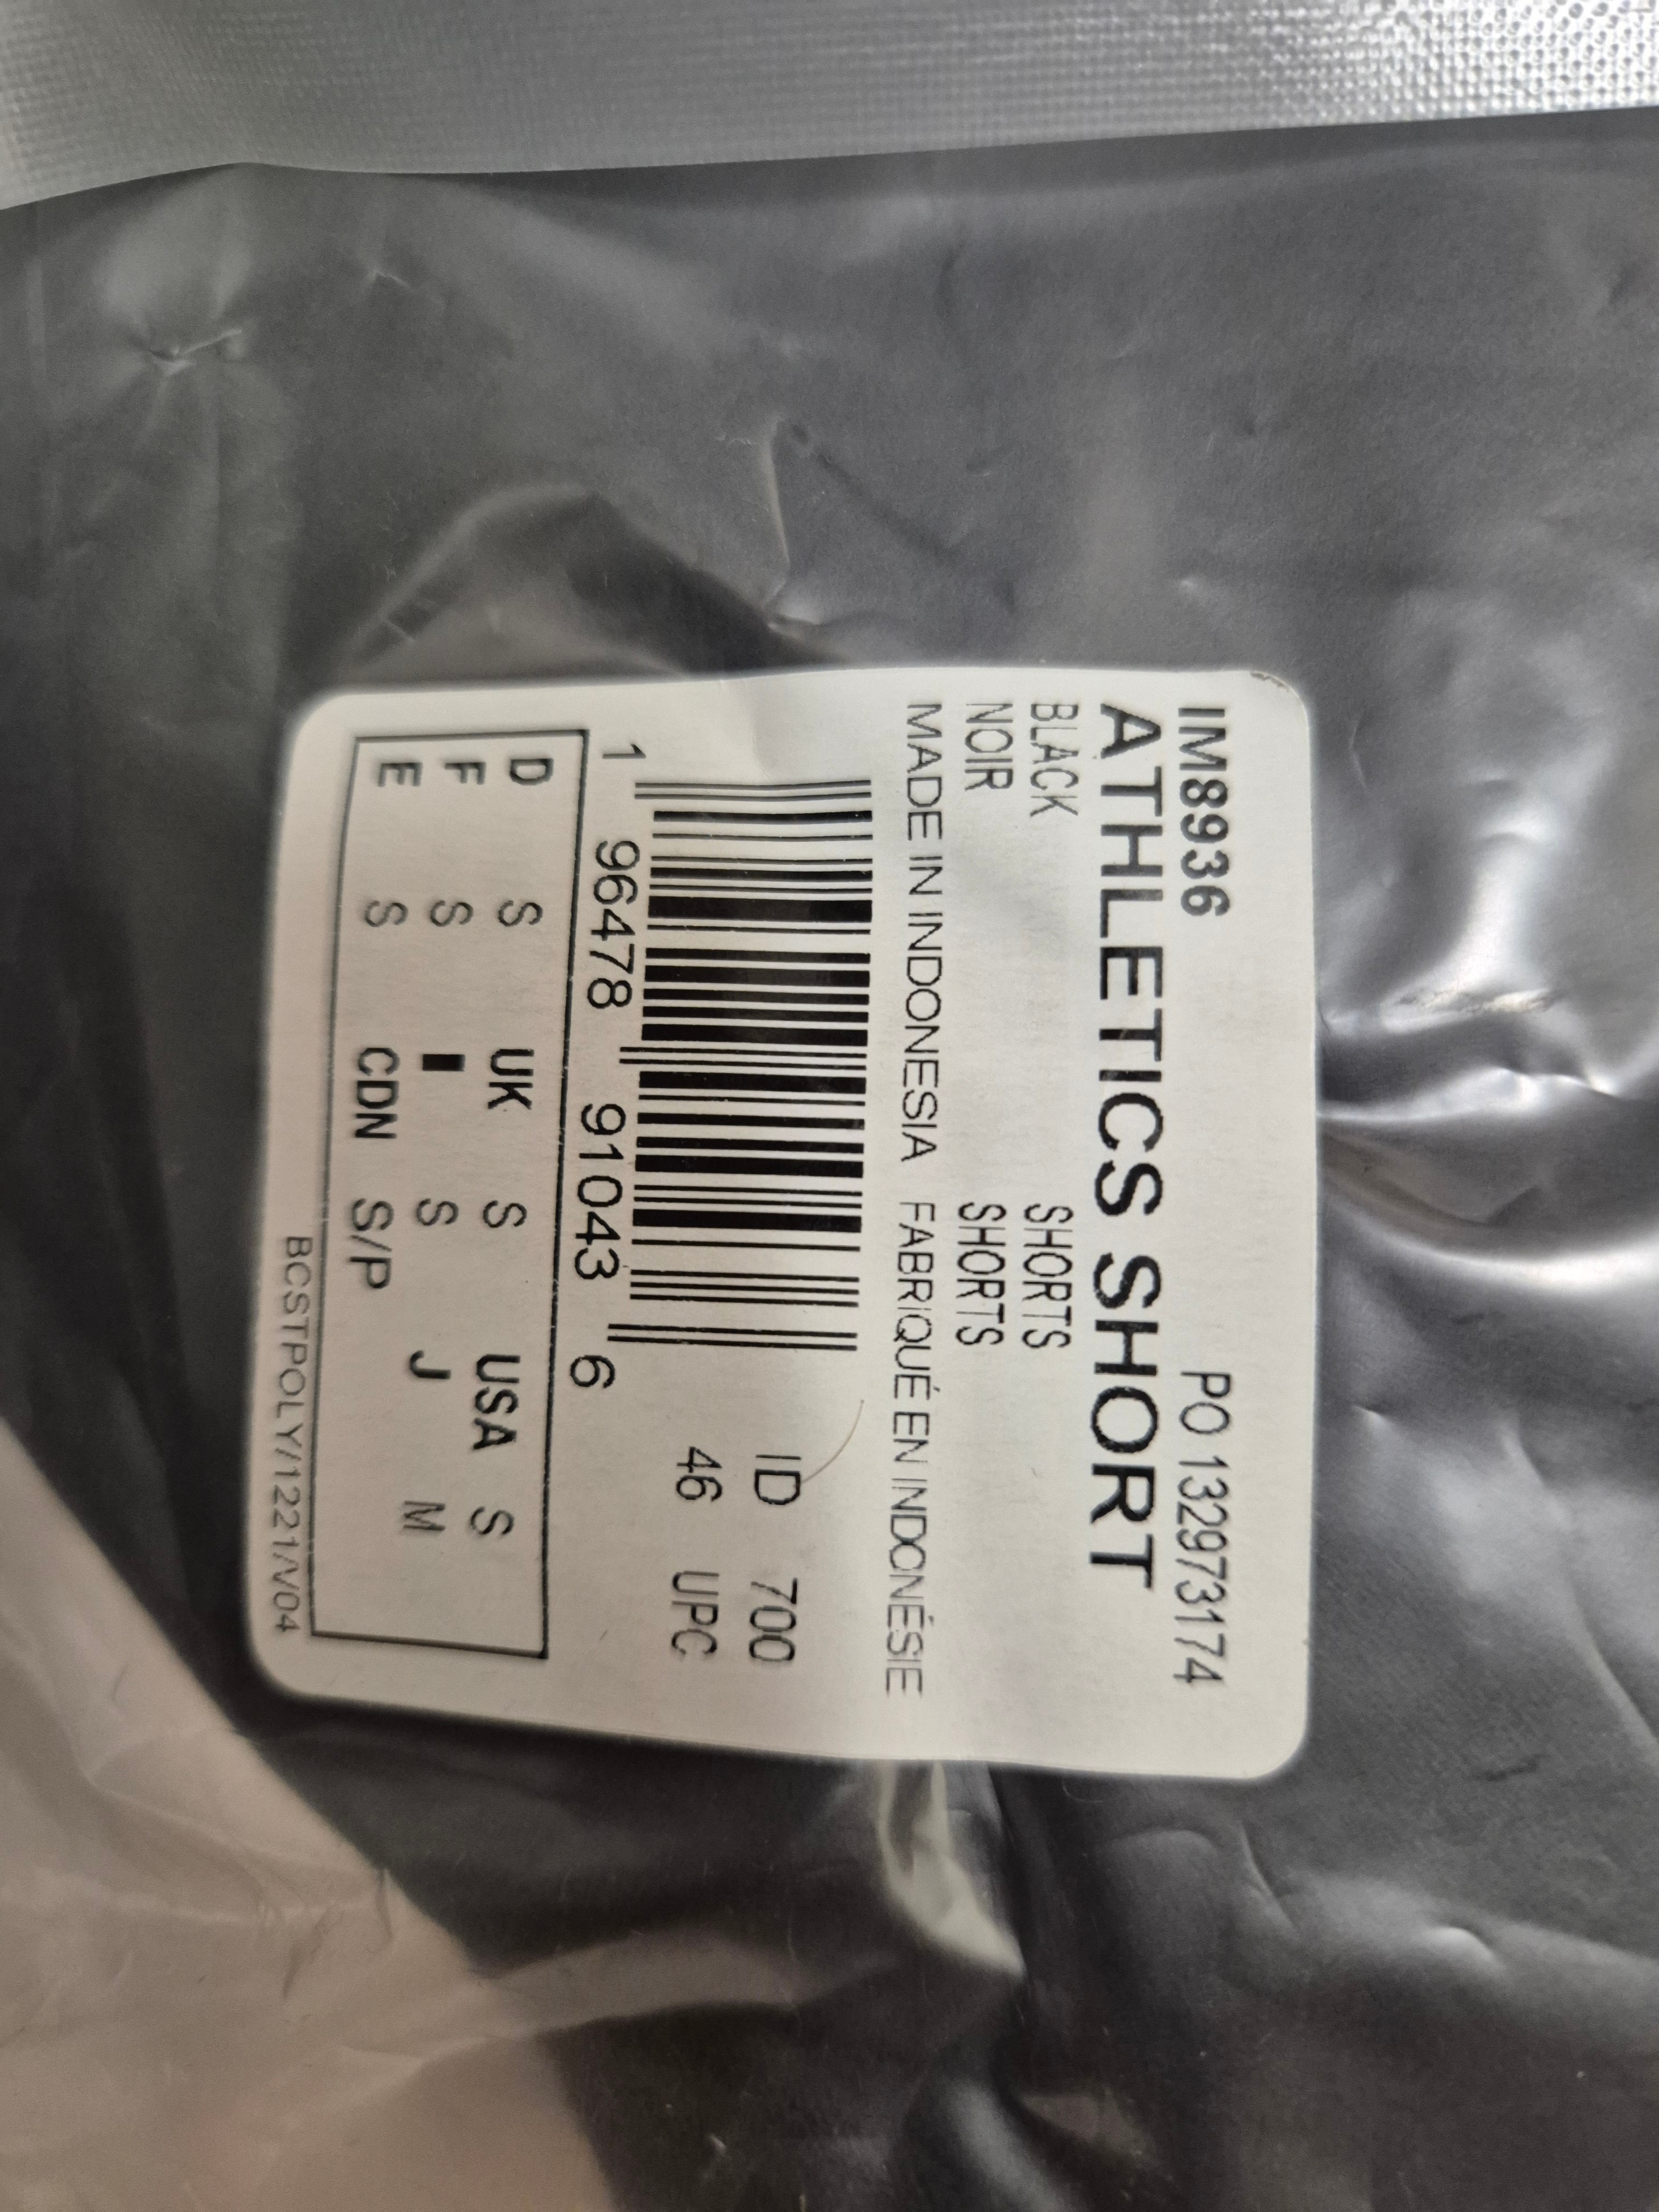 IM8936 PO 132973174
ATHLETICS SHORT
BLACK SHORTS
NOIR SHORTS
MADE IN INDONESIA FABRIQUÉ EN INDONÉSIE
ID 700
46 UPC
1 96478 91043 6
D S UK S USA S
F S I S J M
E S CDN S/P
BCSTPOLY/1221/V04